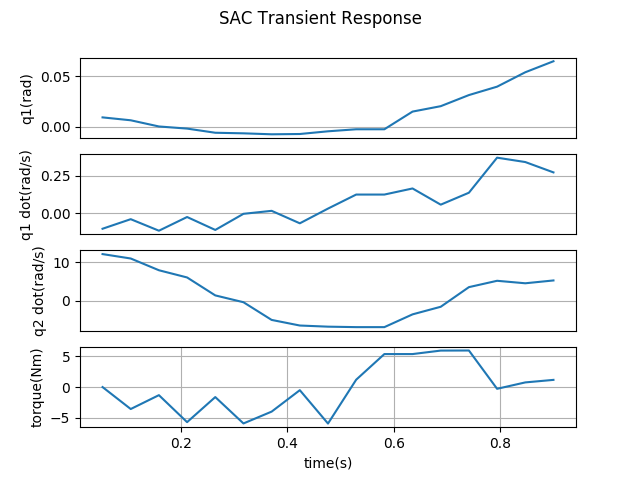 SAC Transient Response
q1(rad)
0.05
0.00
q1 dot(rad/s)
0.25
0.00
q2 dot(rad/s)
10
0
torque(Nm)
5
0
−5
0.2 0.4 0.6 0.8
time(s)